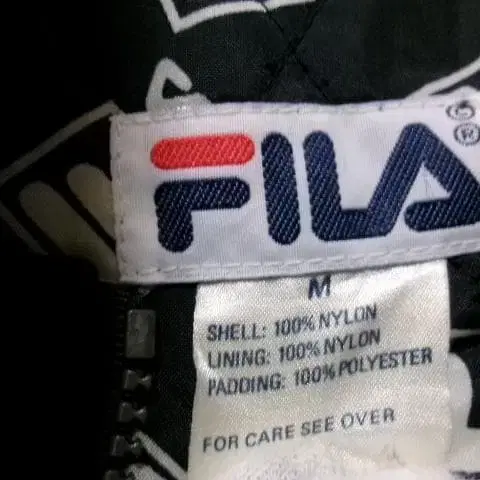 FILA®
M
SHELL: 100% NYLON
LINING: 100% NYLON
PADDING: 100% POLYESTER
FOR CARE SEE OVER